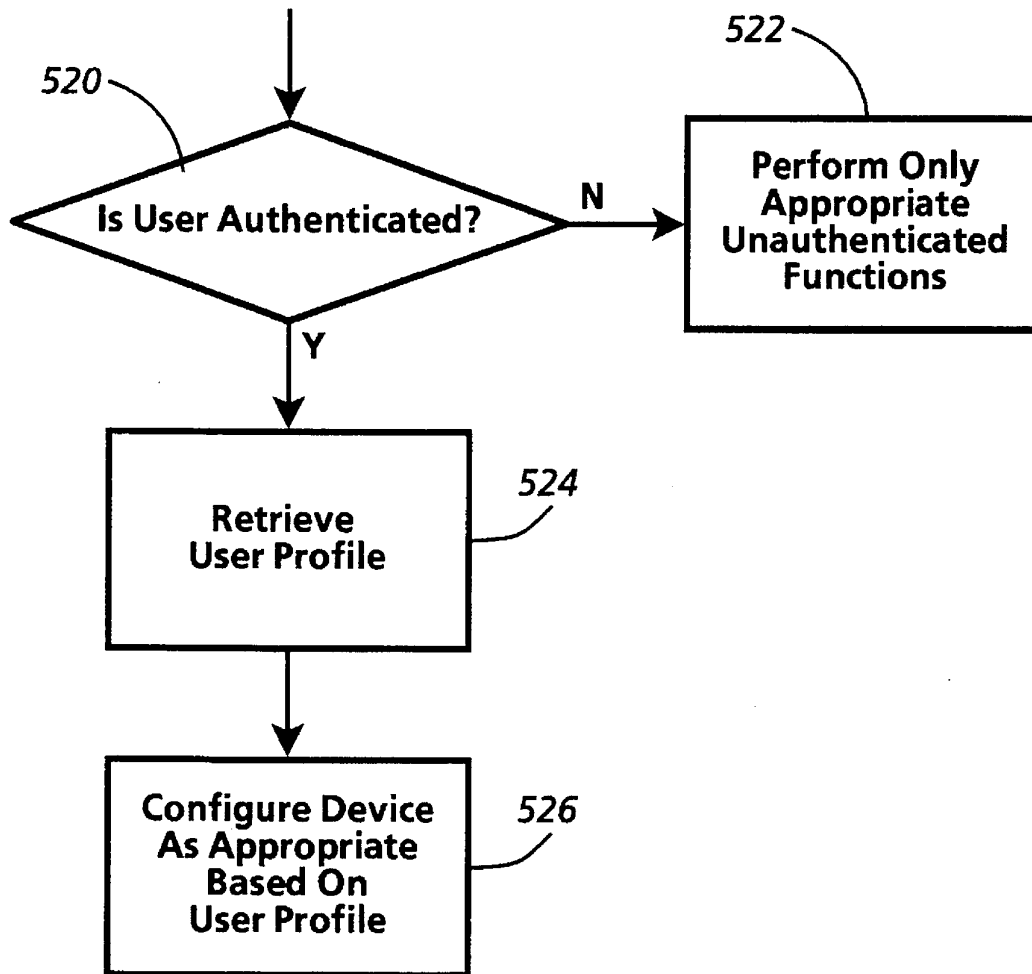 520
522
Is User Authenticated?
N
Perform Only
Appropriate
Unauthenticated
Functions
Y
Retrieve
User Profile
524
Configure Device
As Appropriate
Based On
User Profile
526